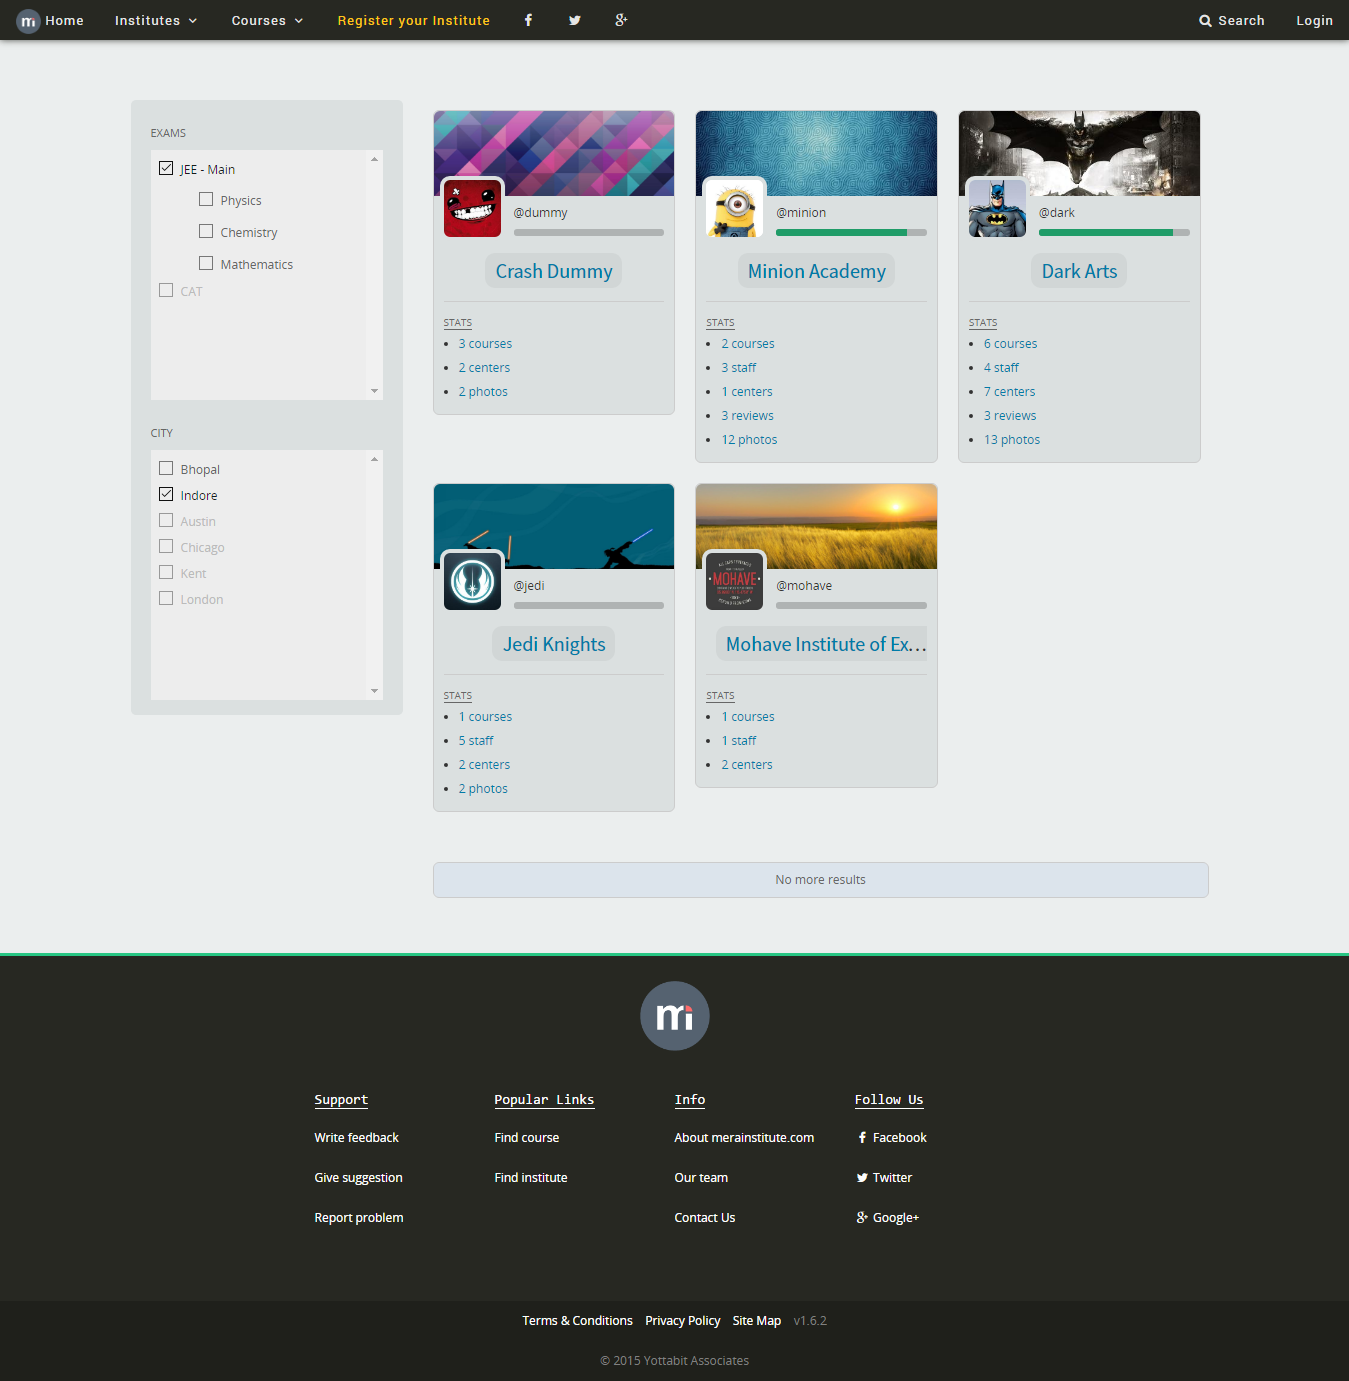 mi Home Institutes Courses Register your Institute Search Login
EXAMS
JEE - Main
Physics
Chemistry
Mathematics
CAT
CITY
Bhopal
Indore
Austin
Chicago
Kent
London
@dummy
Crash Dummy
STATS
3 courses
2 centers
2 photos
@minion
Minion Academy
STATS
2 courses
3 staff
1 centers
3 reviews
12 photos
@dark
Dark Arts
STATS
6 courses
4 staff
7 centers
3 reviews
13 photos
@jedi
Jedi Knights
STATS
1 courses
5 staff
2 centers
2 photos
MOHAVE
@mohave
Mohave Institute of Ex...
STATS
1 courses
1 staff
2 centers
No more results
mi
Support
Write feedback
Give suggestion
Report problem
Popular Links
Find course
Find institute
Info
About merainstitute.com
Our team
Contact Us
Follow Us
Facebook
Twitter
Google+
Terms & Conditions Privacy Policy Site Map v1.6.2
© 2015 Yottabit Associates